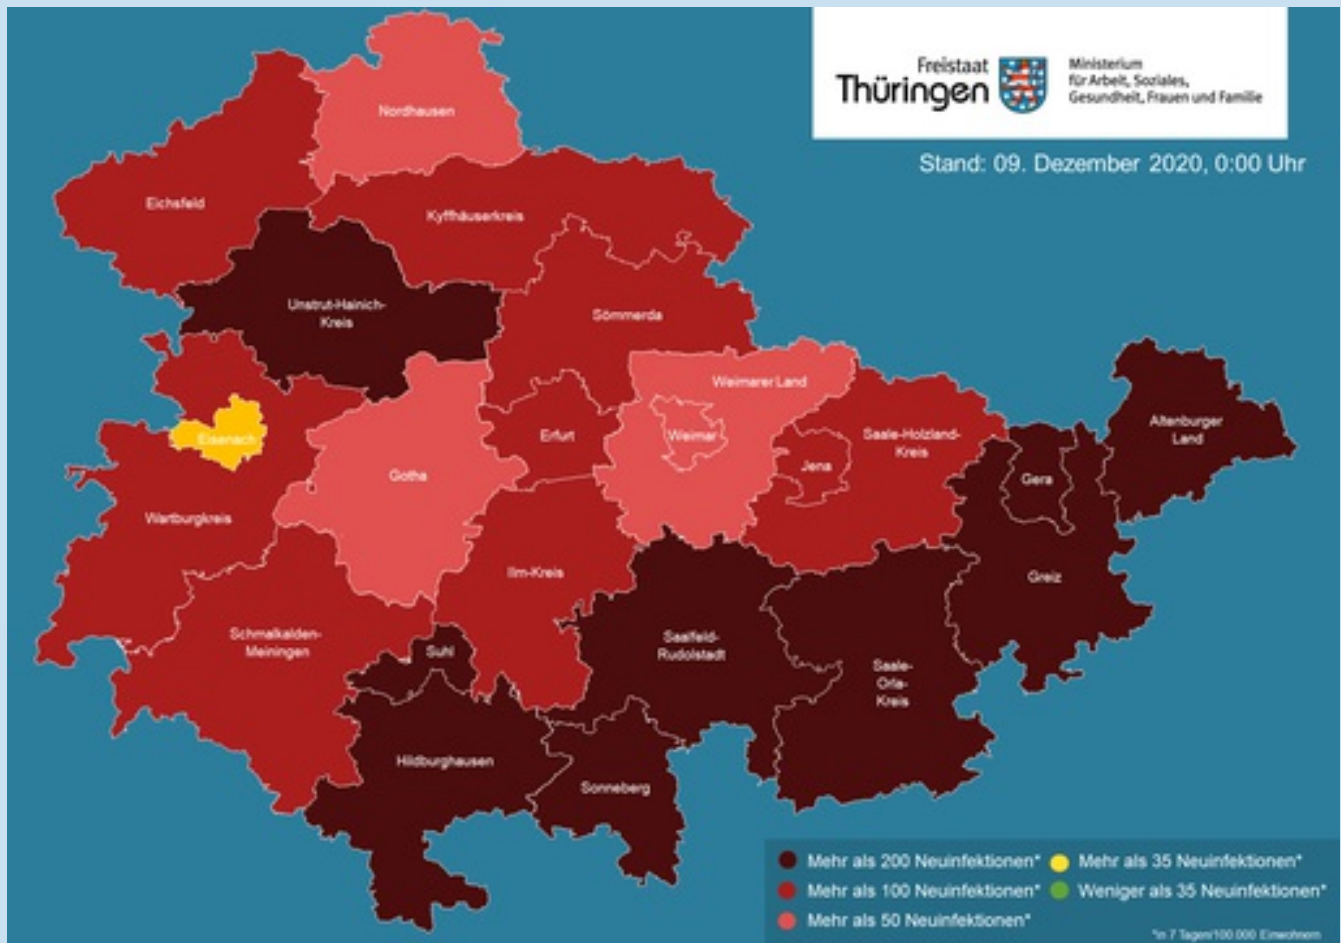 Freistaat
Thüringen
Ministerium
für Arbeit, Soziales,
Gesundheit, Frauen und Familie
Stand: 09. Dezember 2020, 0:00 Uhr
Nordhausen
Eichsfeld
Kyffhäuserkreis
Unstrut-Hainich-
Kreis
Sömmerda
Weimarer Land
Eisenach
Erfurt
Weimar
Gotha
Jena
Saale-Holzland-
Kreis
Gera
Altenburger
Land
Wartburgkreis
Ilm-Kreis
Greiz
Schmalkalden-
Meiningen
Suhl
Saalfeld-
Rudolstadt
Saale-
Orla-
Kreis
Hildburghausen
Sonneberg
Mehr als 200 Neuinfektionen*
Mehr als 100 Neuinfektionen*
Mehr als 50 Neuinfektionen*
Mehr als 35 Neuinfektionen*
Weniger als 35 Neuinfektionen*
*in 7 Tagen/100 000 Einwohnern